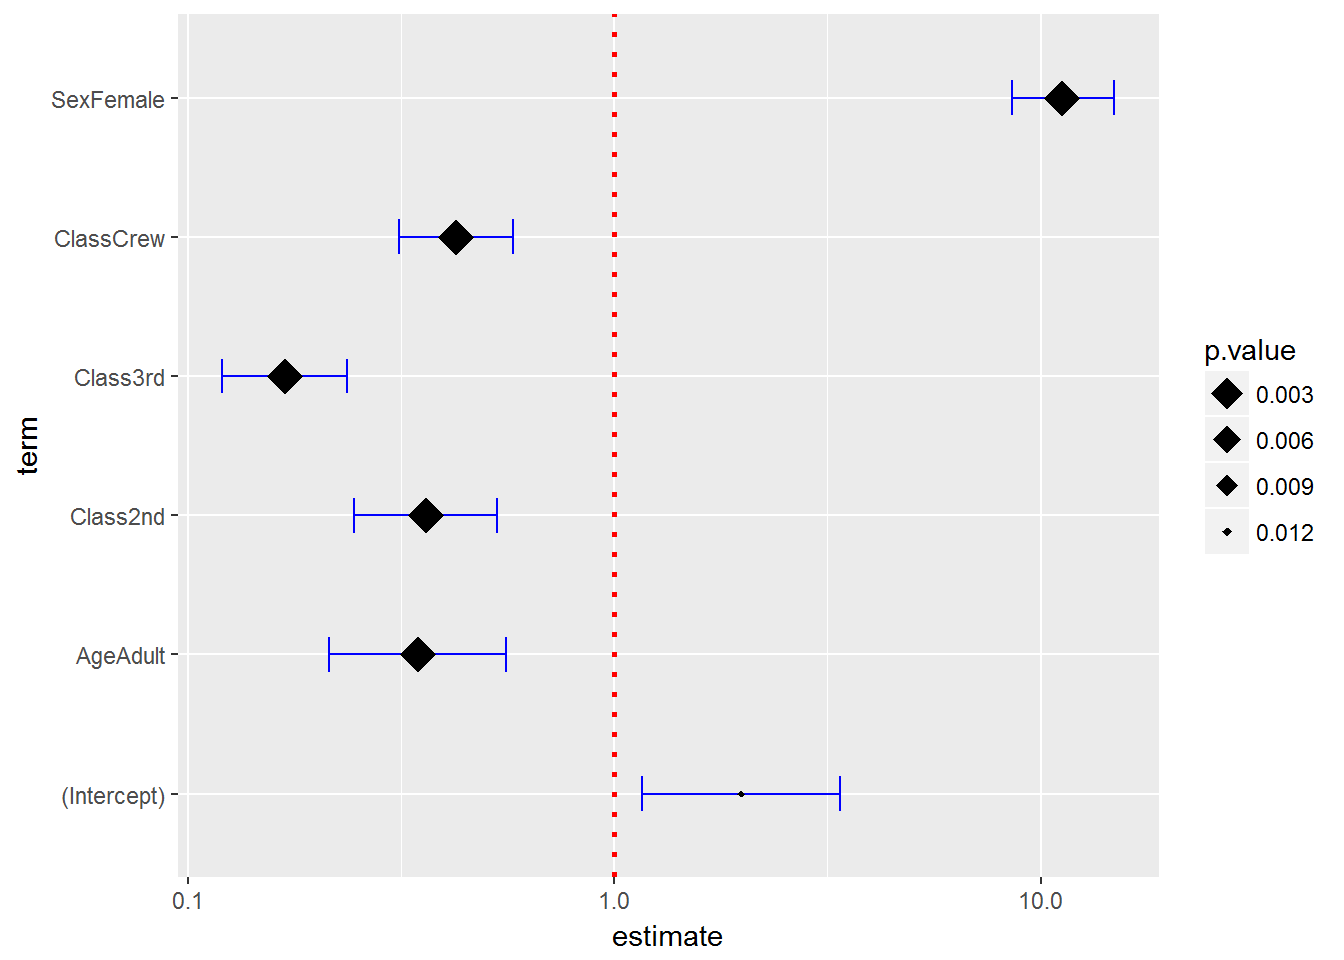 SexFemale
ClassCrew
Class3rd
Class2nd
AgeAdult
(Intercept)
term
0.1 1.0 10.0
estimate
p.value
0.003
0.006
0.009
0.012